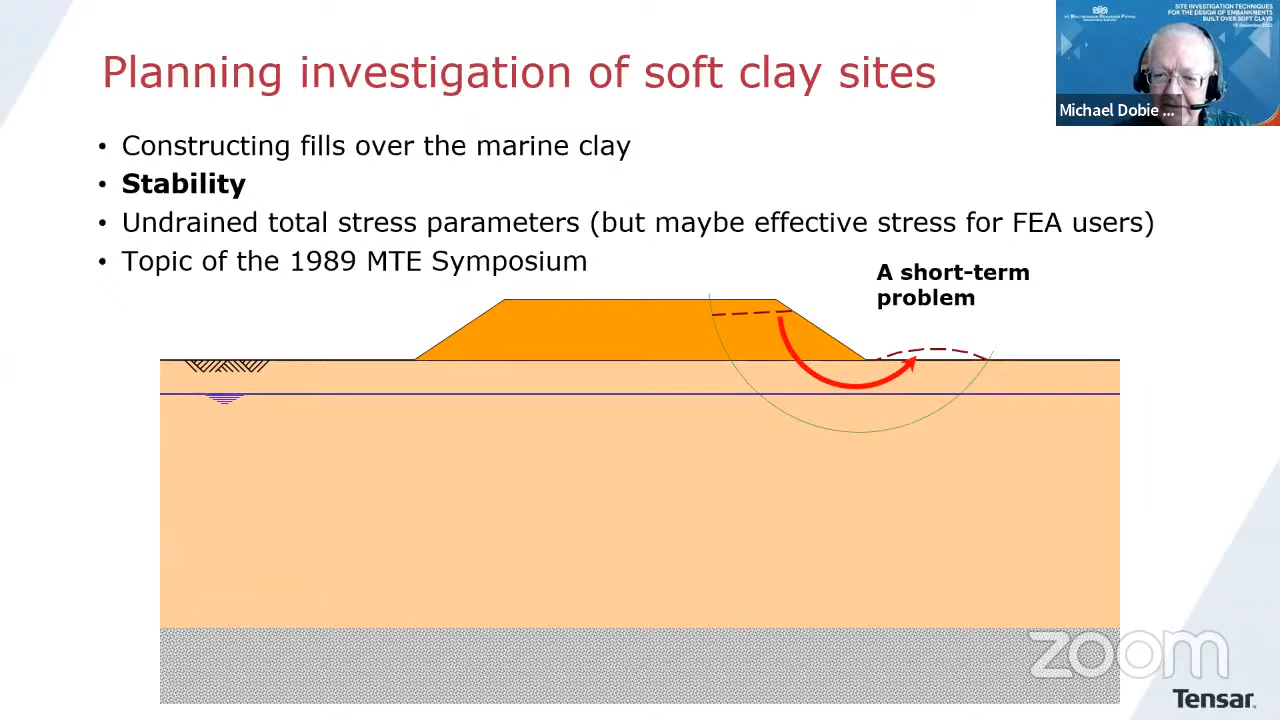 Planning investigation of soft clay sites
SITE INVESTIGATION TECHNIQUES
FOR THE DESIGN OF EMBANKMENTS
BUILT OVER SOFT CLAYS
Michael Dobie ...
• Constructing fills over the marine clay
• Stability
• Undrained total stress parameters (but maybe effective stress for FEA users)
• Topic of the 1989 MTE Symposium
A short-term
problem
zoom
Tensar